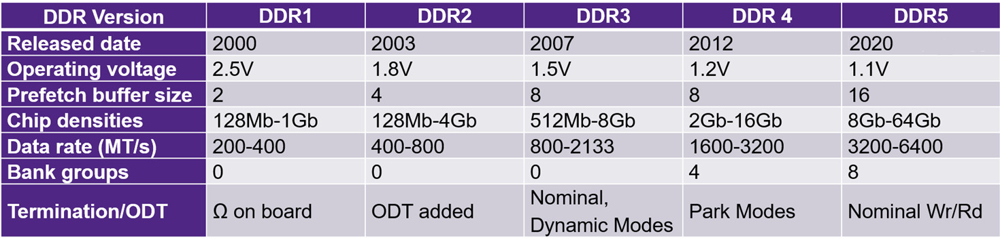 DDR Version DDR1 DDR2 DDR3 DDR 4 DDR5
Released date 2000 2003 2007 2012 2020
Operating voltage 2.5V 1.8V 1.5V 1.2V 1.1V
Prefetch buffer size 2 4 8 8 16
Chip densities 128Mb-1Gb 128Mb-4Gb 512Mb-8Gb 2Gb-16Gb 8Gb-64Gb
Data rate (MT/s) 200-400 400-800 800-2133 1600-3200 3200-6400
Bank groups 0 0 0 4 8
Termination/ODT Ω on board ODT added Nominal, Park Modes Nominal Wr/Rd
Dynamic Modes